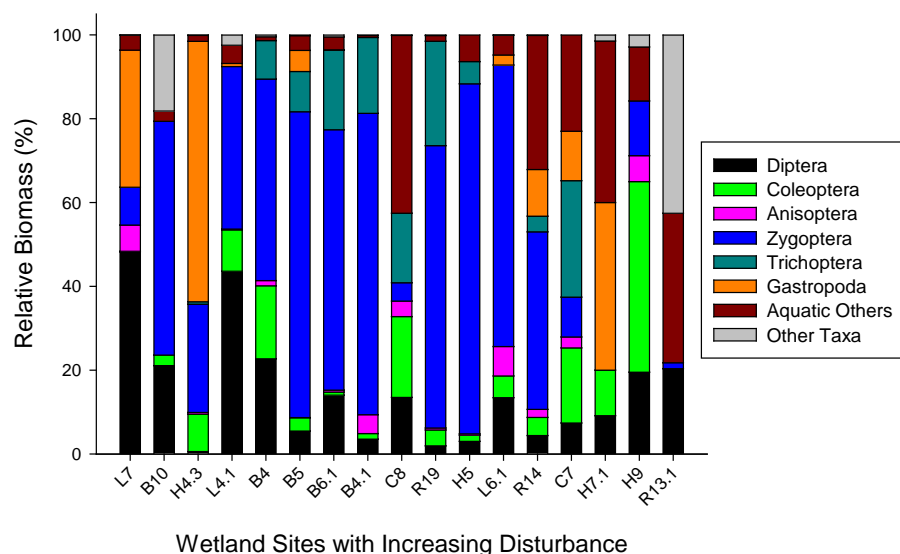 100
80
60
40
20
0
Relative Biomass (%)
L7
B10
H4.3
L4.1
B4
B5
B6.1
B4.1
C8
R19
H5
L6.1
R14
C7
H7.1
H9
R13.1
Wetland Sites with Increasing Disturbance
Diptera
Coleoptera
Anisoptera
Zygoptera
Trichoptera
Gastropoda
Aquatic Others
Other Taxa